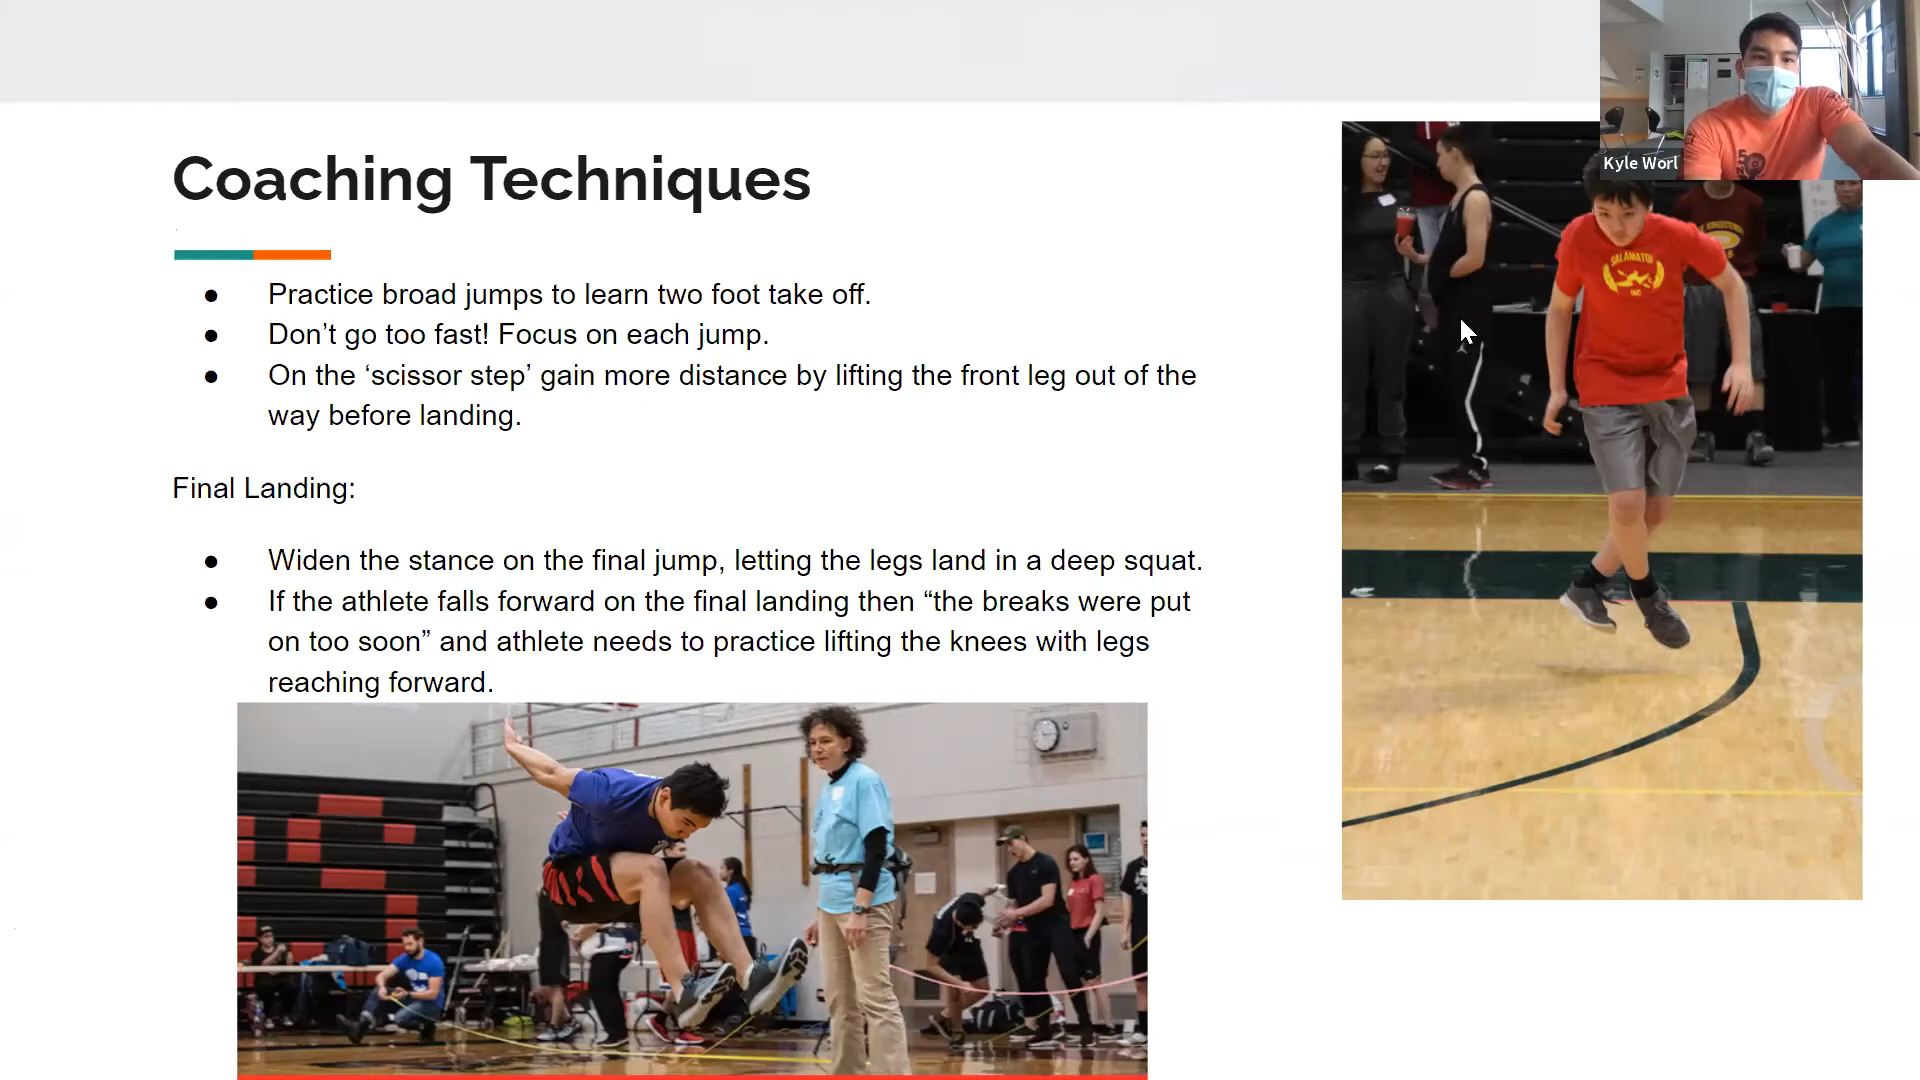 Kyle Worl
Coaching Techniques
● Practice broad jumps to learn two foot take off.
● Don’t go too fast! Focus on each jump.
● On the ‘scissor step’ gain more distance by lifting the front leg out of the
way before landing.
Final Landing:
● Widen the stance on the final jump, letting the legs land in a deep squat.
● If the athlete falls forward on the final landing then “the breaks were put
on too soon” and athlete needs to practice lifting the knees with legs
reaching forward.
SALAMATOF